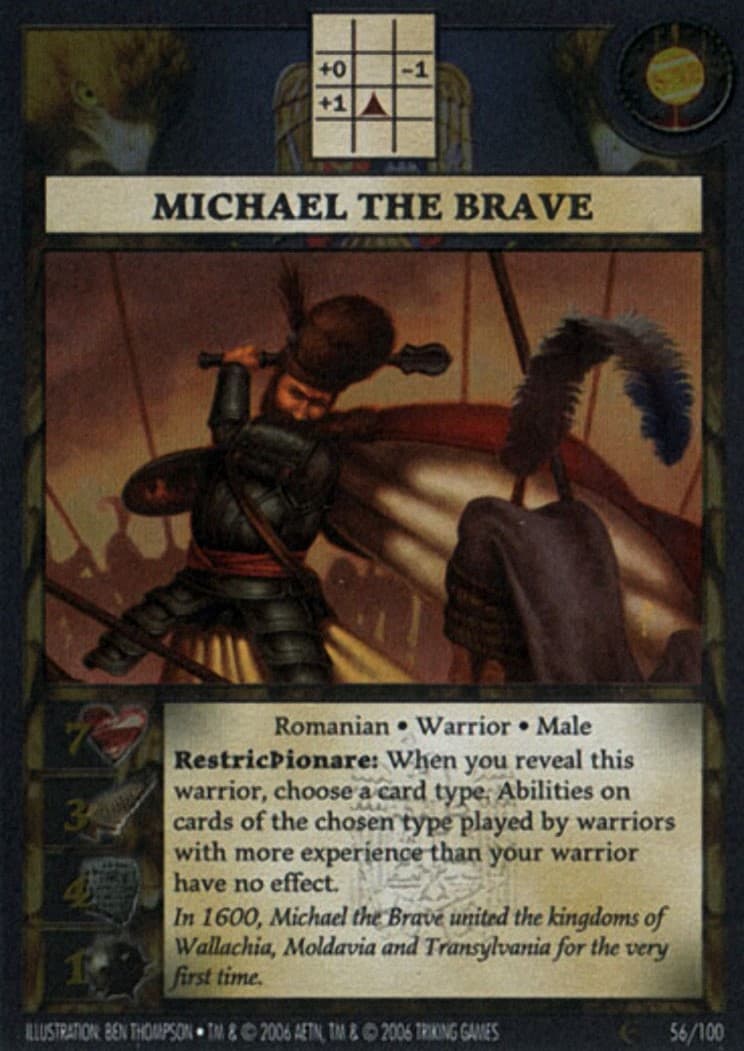 +0 -1
+1
MICHAEL THE BRAVE
7
3
4
1
Romanian • Warrior • Male
RestricÞionare: When you reveal this
warrior, choose a card type. Abilities on
cards of the chosen type played by warriors
with more experience than your warrior
have no effect.
In 1600, Michael the Brave united the kingdoms of
Wallachia, Moldavia and Transylvania for the very
first time.
ILLUSTRATION: BEN THOMPSON • TM & © 2006 AETN, TM & © 2006 TRIKING GAMES 56/100